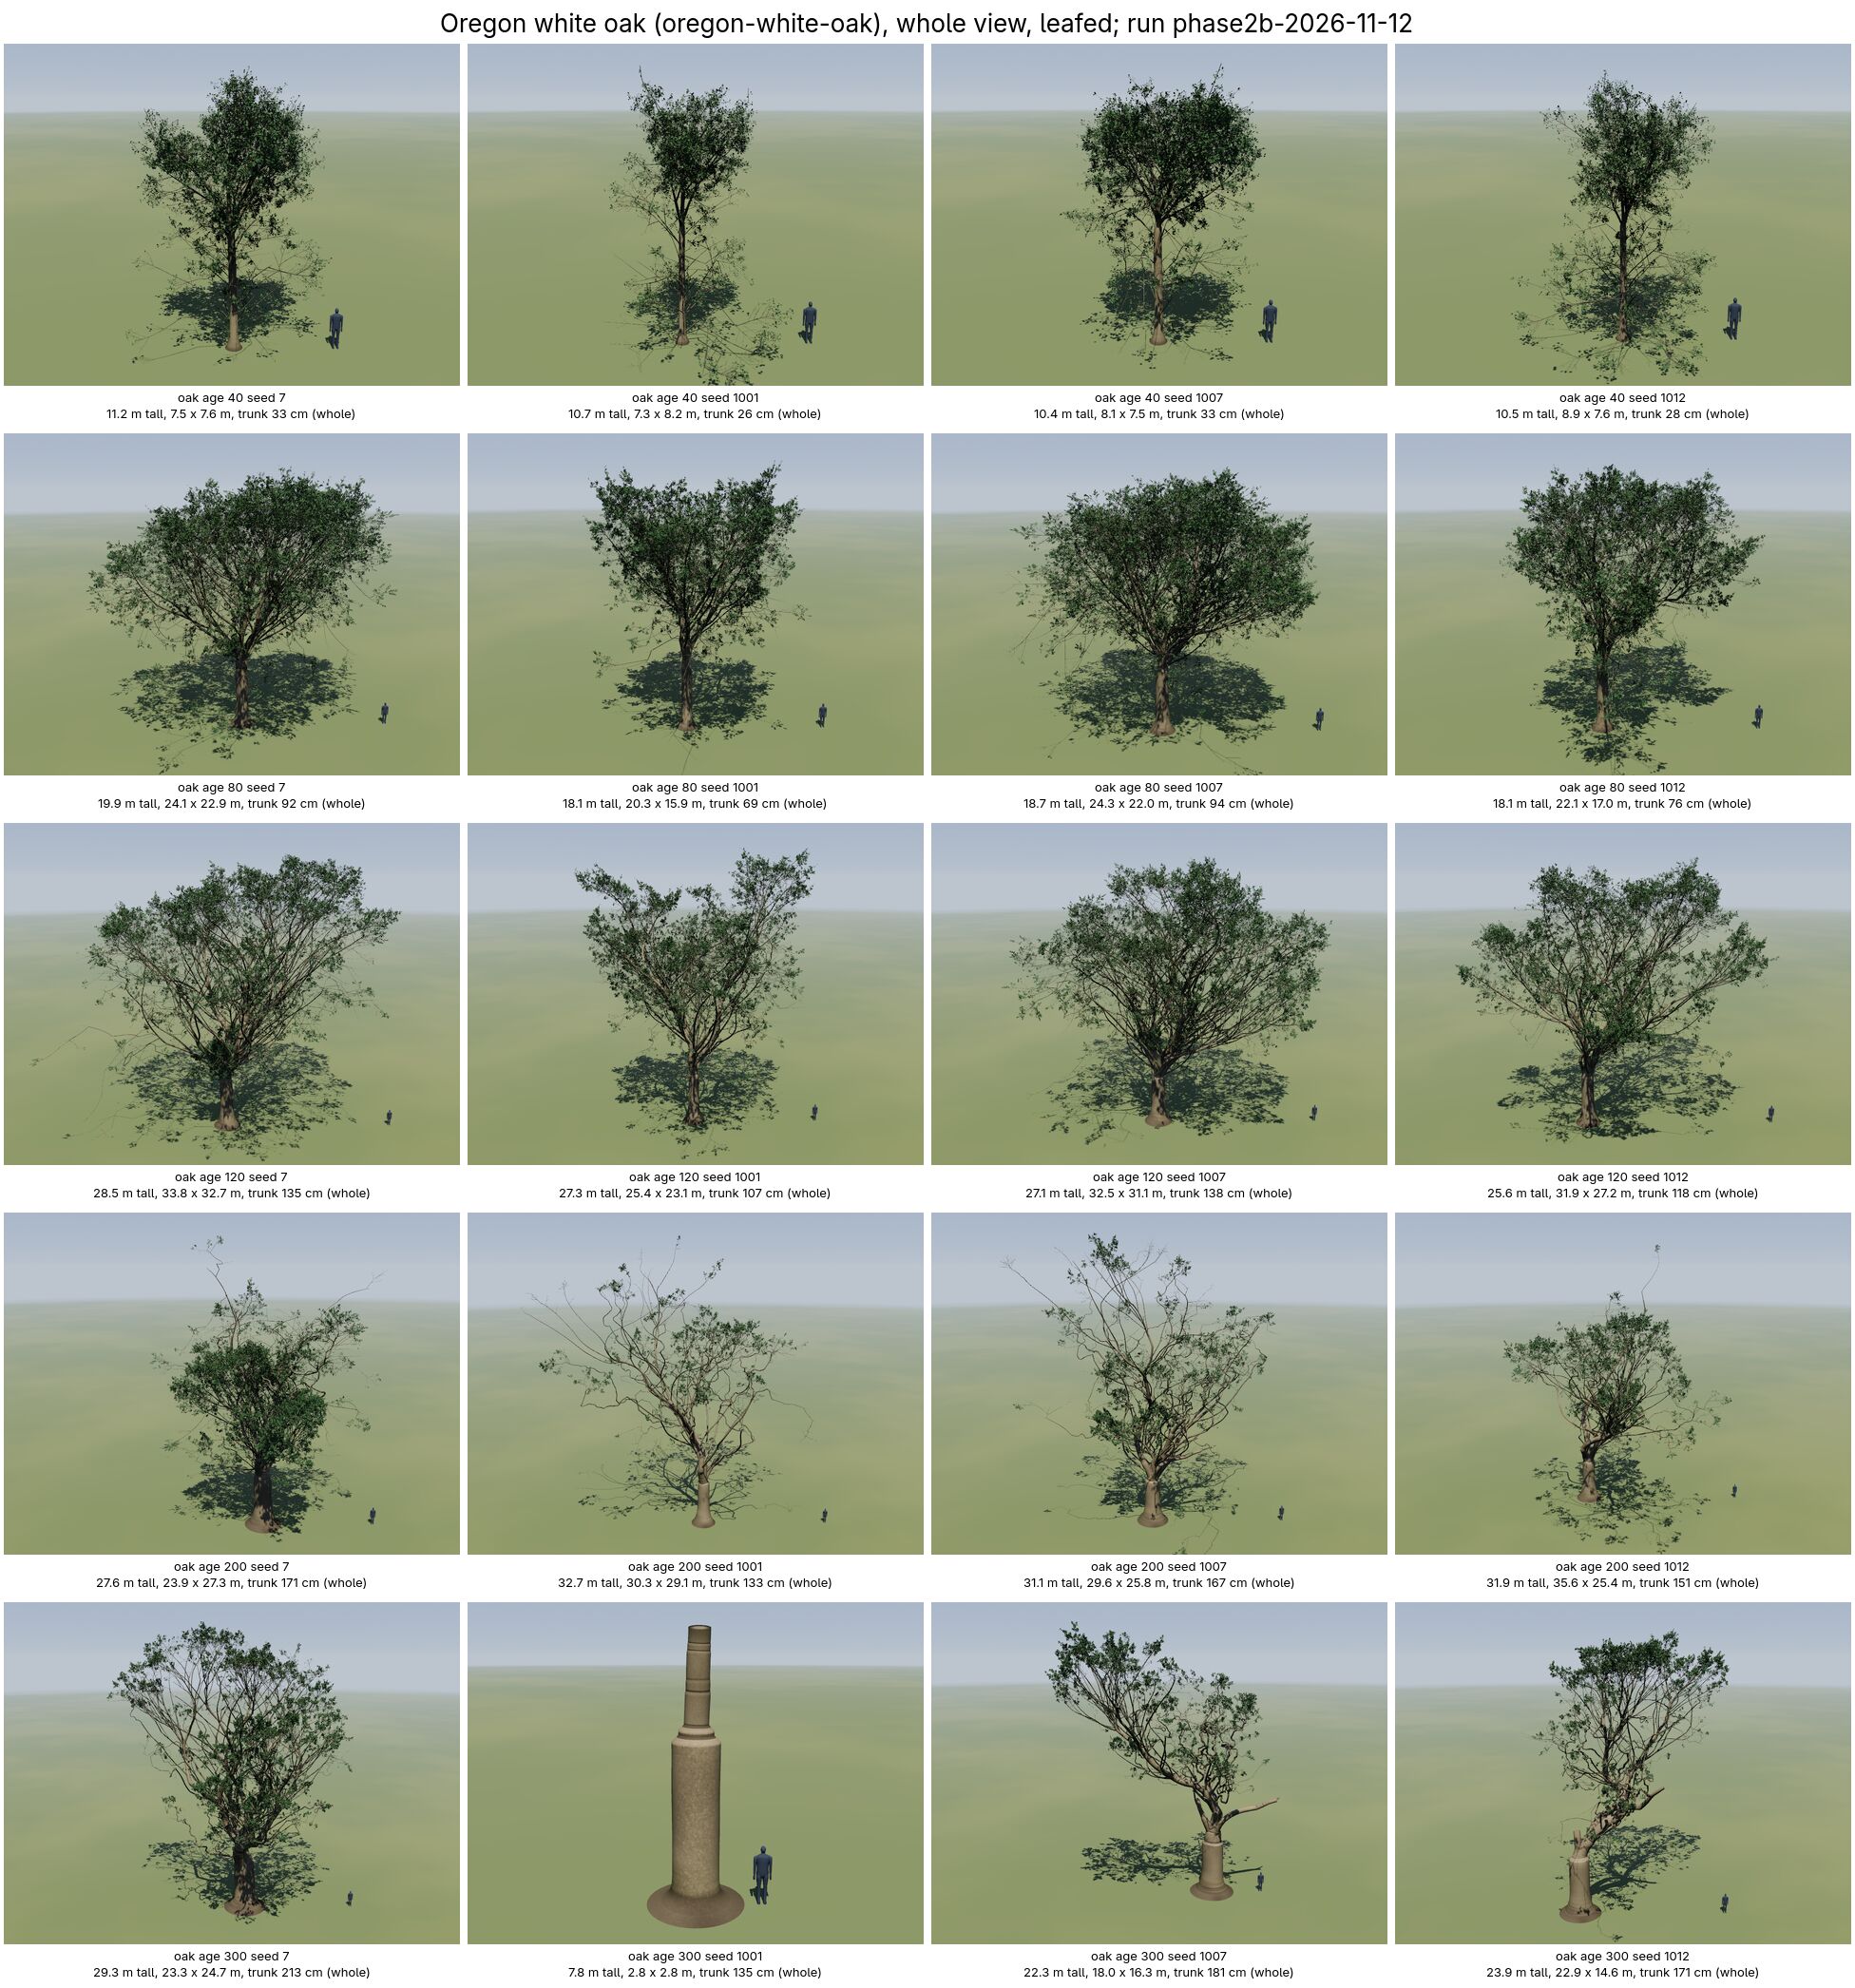 Oregon white oak (oregon-white-oak), whole view, leafed; run phase2b-2026-11-12
oak age 40 seed 7
11.2 m tall, 7.5 x 7.6 m, trunk 33 cm (whole)
oak age 40 seed 1001
10.7 m tall, 7.3 x 8.2 m, trunk 26 cm (whole)
oak age 40 seed 1007
10.4 m tall, 8.1 x 7.5 m, trunk 33 cm (whole)
oak age 40 seed 1012
10.5 m tall, 8.9 x 7.6 m, trunk 28 cm (whole)
oak age 80 seed 7
19.9 m tall, 24.1 x 22.9 m, trunk 92 cm (whole)
oak age 80 seed 1001
18.1 m tall, 20.3 x 15.9 m, trunk 69 cm (whole)
oak age 80 seed 1007
18.7 m tall, 24.3 x 22.0 m, trunk 94 cm (whole)
oak age 80 seed 1012
18.1 m tall, 22.1 x 17.0 m, trunk 76 cm (whole)
oak age 120 seed 7
28.5 m tall, 33.8 x 32.7 m, trunk 135 cm (whole)
oak age 120 seed 1001
27.3 m tall, 25.4 x 23.1 m, trunk 107 cm (whole)
oak age 120 seed 1007
27.1 m tall, 32.5 x 31.1 m, trunk 138 cm (whole)
oak age 120 seed 1012
25.6 m tall, 31.9 x 27.2 m, trunk 118 cm (whole)
oak age 200 seed 7
27.6 m tall, 23.9 x 27.3 m, trunk 171 cm (whole)
oak age 200 seed 1001
32.7 m tall, 30.3 x 29.1 m, trunk 133 cm (whole)
oak age 200 seed 1007
31.1 m tall, 29.6 x 25.8 m, trunk 167 cm (whole)
oak age 200 seed 1012
31.9 m tall, 35.6 x 25.4 m, trunk 151 cm (whole)
oak age 300 seed 7
29.3 m tall, 23.3 x 24.7 m, trunk 213 cm (whole)
oak age 300 seed 1001
7.8 m tall, 2.8 x 2.8 m, trunk 135 cm (whole)
oak age 300 seed 1007
22.3 m tall, 18.0 x 16.3 m, trunk 181 cm (whole)
oak age 300 seed 1012
23.9 m tall, 22.9 x 14.6 m, trunk 171 cm (whole)